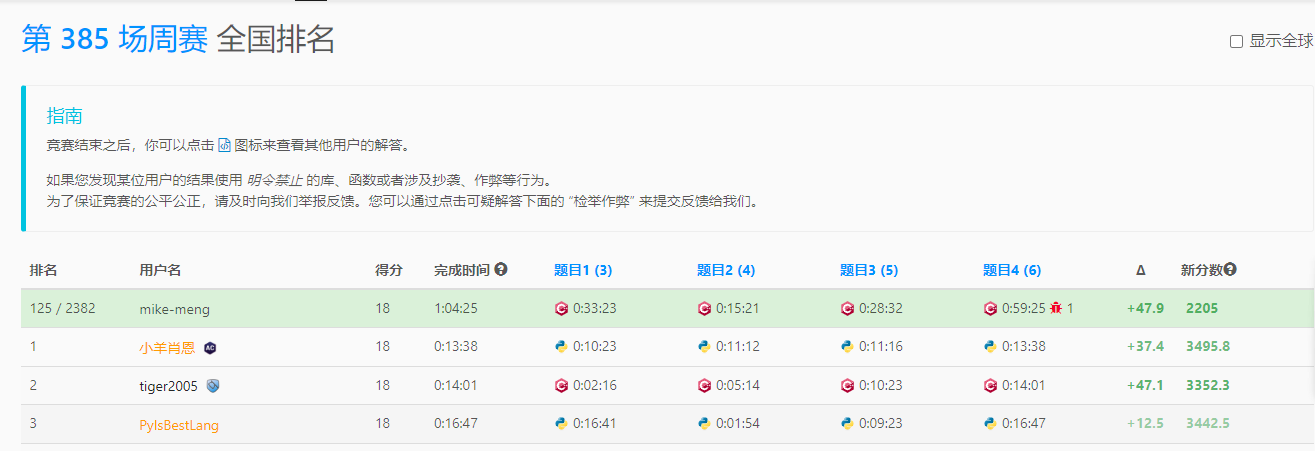 第 385 场周赛 全国排名
显示全球
指南
竞赛结束之后，你可以点击 图标来查看其他用户的解答。
如果您发现某位用户的结果使用 明令禁止 的库、函数或者涉及抄袭、作弊等行为。
为了保证竞赛的公平公正，请及时向我们举报反馈。您可以通过点击可疑解答下面的 “检举作弊” 来提交反馈给我们。
排名 用户名 得分 完成时间 题目1 (3) 题目2 (4) 题目3 (5) 题目4 (6) Δ 新分数
125 / 2382 mike-meng 18 1:04:25 0:33:23 0:15:21 0:28:32 0:59:25 1 +47.9 2205
1 小羊肖恩 AC 18 0:13:38 0:10:23 0:11:12 0:11:16 0:13:38 +37.4 3495.8
2 tiger2005 18 0:14:01 0:02:16 0:05:14 0:10:23 0:14:01 +47.1 3352.3
3 PyIsBestLang 18 0:16:47 0:16:41 0:01:54 0:09:23 0:16:47 +12.5 3442.5